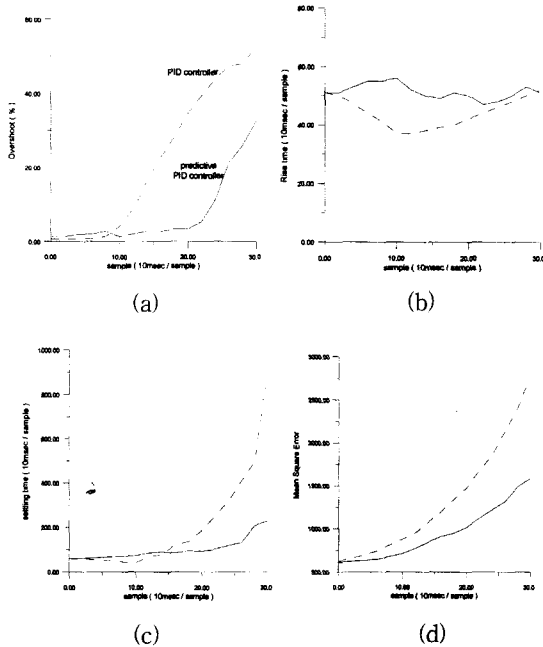 60.00
40.00
20.00
0.00
Overshoot ( % )
PID controller
predictive
PID controller
0.00 10.00 20.00 30.0
sample ( 10msec / sample )
(a)
80.00
60.00
40.00
20.00
0.00
Rise time ( 10msec / sample )
0.00 10.00 20.00 30.0
sample ( 10msec / sample )
(b)
1000.00
800.00
600.00
400.00
200.00
0.00
settling time ( 10msec / sample )
0.00 10.00 20.00 30.0
sample ( 10msec / sample )
(c)
3000.00
2500.00
2000.00
1500.00
1000.00
500.00
Mean Square Error
0.00 10.00 20.00 30.0
sample ( 10msec / sample )
(d)